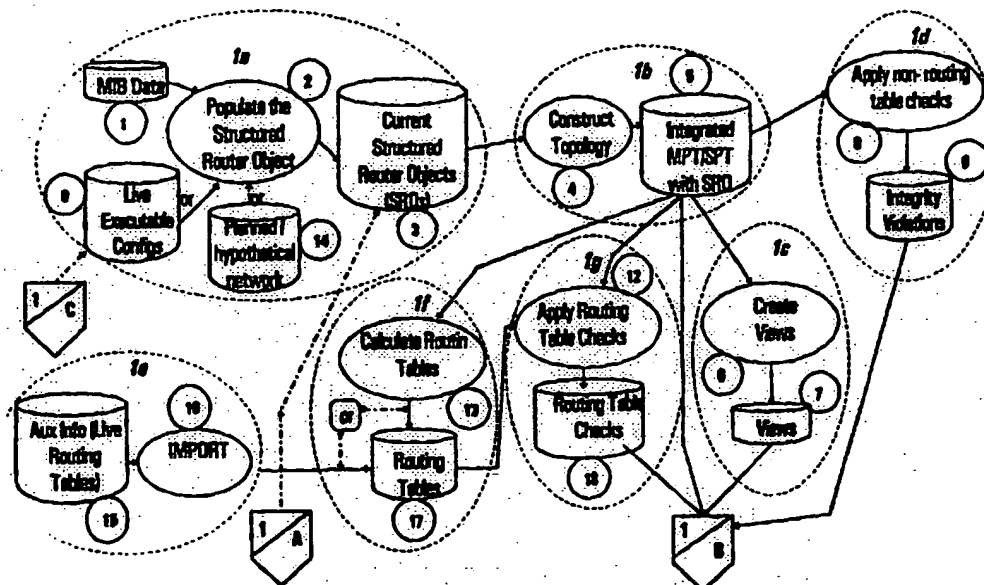 1a
MIB Data
1
2
Populate the
Structured
Router Object
Current
Structured
Router Objects
(SROs)
3
9
Live
Executable
Configs
or
or
Planned /
hypothetical
network
14
1
C
1b
5
Construct
Topology
4
Integrated
MPT/SPT
with SRO
1d
Apply non-routing
table checks
8
9
Integrity
Violations
1e
Aux Info (Live
Routing
Tables)
15
16
IMPORT
1
A
1f
Calculate Routin
Tables
or
Routing
Tables
17
1g
12
Apply Routing
Table Checks
Routing Table
Checks
1c
Create
Views
6
7
Views
1
B